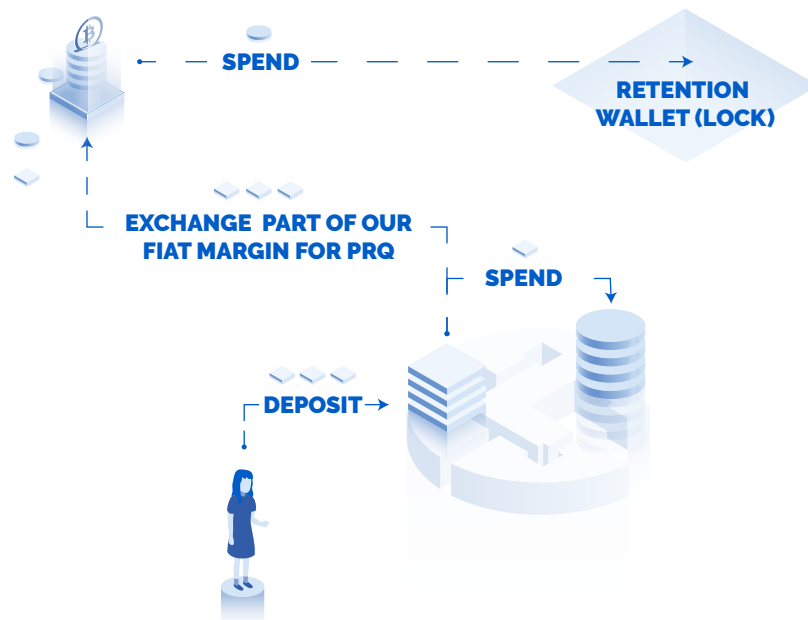 SPEND
RETENTION
WALLET (LOCK)
EXCHANGE PART OF OUR
FIAT MARGIN FOR PRQ
SPEND
DEPOSIT